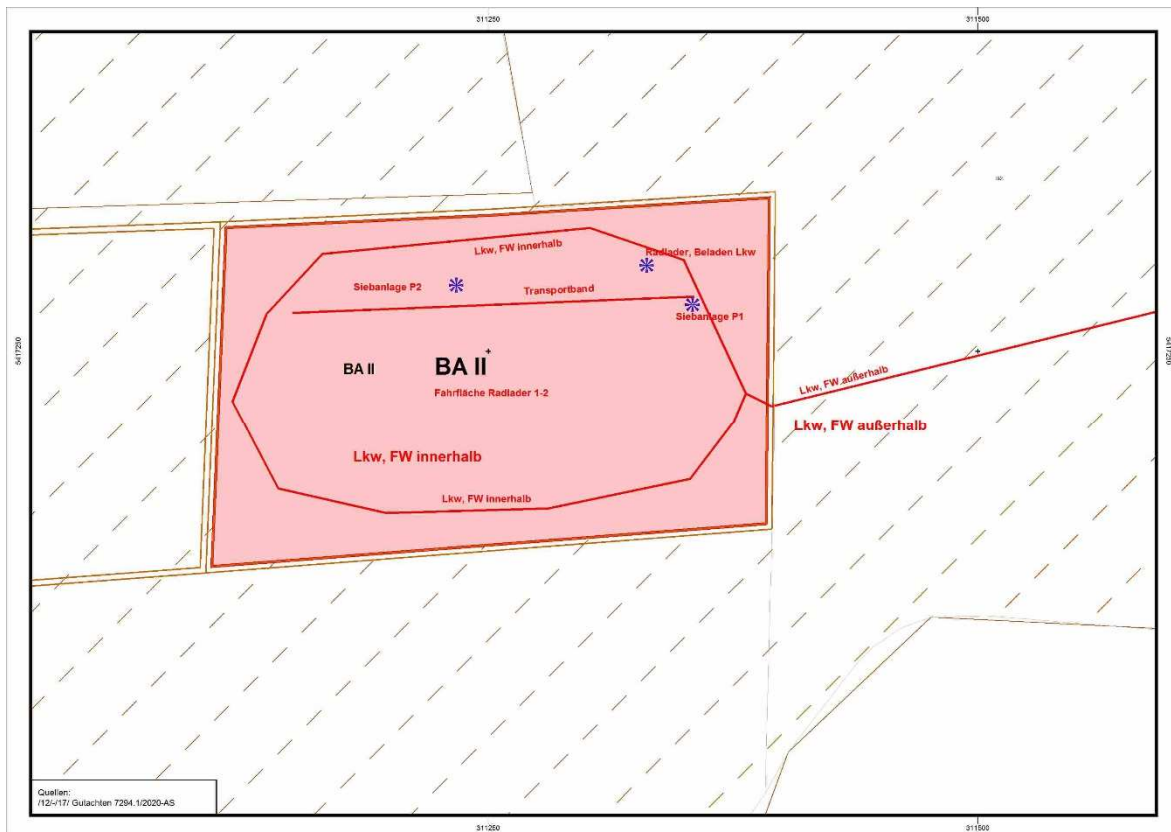 311250
311500
Lkw, FW innerhalb
Radlader, Beladen Lkw
Siebanlage P2
Transportband
Siebanlage P1
5417250
5417250
BA II
BA II
Fahrfläche Radlader 1-2
Lkw, FW außerhalb
Lkw, FW außerhalb
Lkw, FW innerhalb
Lkw, FW innerhalb
Quellen:
/12/-/17/ Gutachten 7294.1/2020-AS
311250
311500